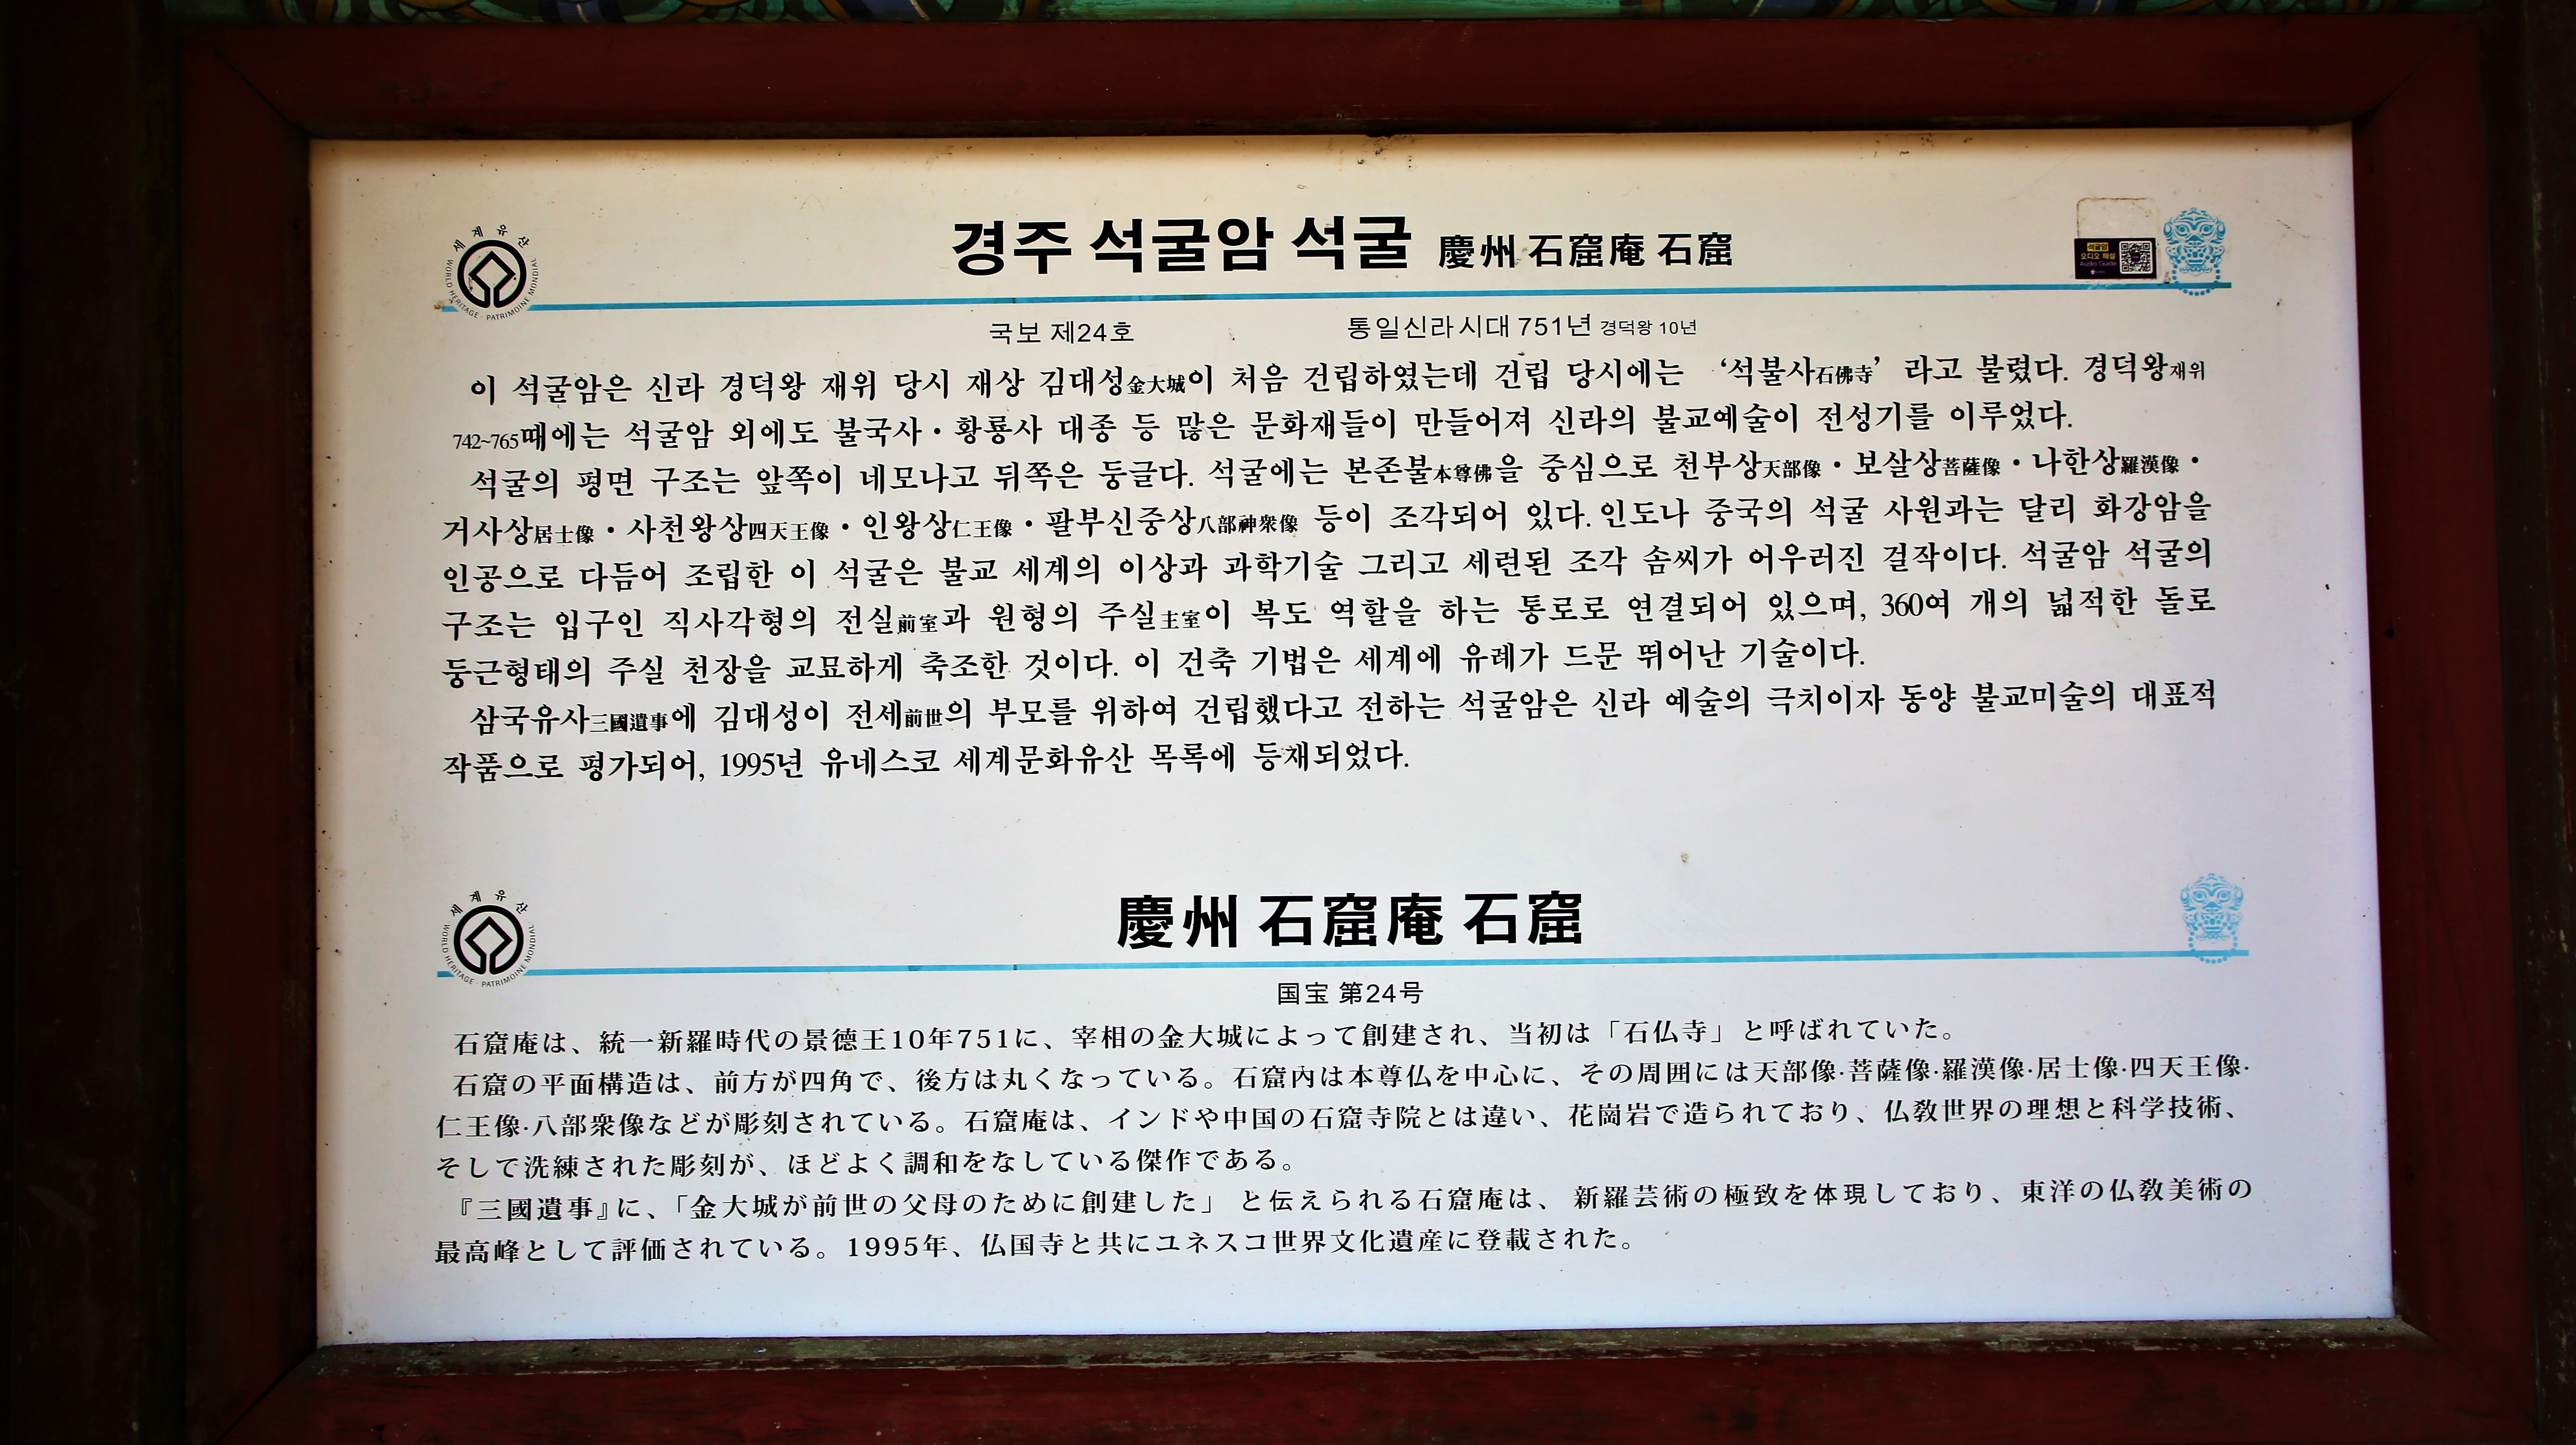 세계유산
WORLD HERITAGE · PATRIMOINE MONDIAL
경주 석굴암 석굴 慶州 石窟庵 石窟
석굴암
오디오 해설
Audio Guide
국보 제24호 통일신라시대 751년 경덕왕 10년
이 석굴암은 신라 경덕왕 재위 당시 재상 김대성金大城이 처음 건립하였는데 건립 당시에는 ‘석불사石佛寺’ 라고 불렸다. 경덕왕재위
742~765때에는 석굴암 외에도 불국사・황룡사 대종 등 많은 문화재들이 만들어져 신라의 불교예술이 전성기를 이루었다.
석굴의 평면 구조는 앞쪽이 네모나고 뒤쪽은 둥글다. 석굴에는 본존불本尊佛을 중심으로 천부상天部像・보살상菩薩像・나한상羅漢像・
거사상居士像・사천왕상四天王像・인왕상仁王像・팔부신중상八部神衆像 등이 조각되어 있다. 인도나 중국의 석굴 사원과는 달리 화강암을
인공으로 다듬어 조립한 이 석굴은 불교 세계의 이상과 과학기술 그리고 세련된 조각 솜씨가 어우러진 걸작이다. 석굴암 석굴의
구조는 입구인 직사각형의 전실前室과 원형의 주실主室이 복도 역할을 하는 통로로 연결되어 있으며, 360여 개의 넓적한 돌로
둥근형태의 주실 천장을 교묘하게 축조한 것이다. 이 건축 기법은 세계에 유례가 드문 뛰어난 기술이다.
삼국유사三國遺事에 김대성이 전세前世의 부모를 위하여 건립했다고 전하는 석굴암은 신라 예술의 극치이자 동양 불교미술의 대표적
작품으로 평가되어, 1995년 유네스코 세계문화유산 목록에 등재되었다.
세계유산
WORLD HERITAGE · PATRIMOINE MONDIAL
慶州 石窟庵 石窟
国宝 第24号
石窟庵は、統一新羅時代の景德王10年751に、宰相の金大城によって創建され、当初は「石仏寺」と呼ばれていた。
石窟の平面構造は、前方が四角で、後方は丸くなっている。石窟內は本尊仏を中心に、その周囲には天部像·菩薩像·羅漢像·居士像·四天王像·
仁王像·八部衆像などが彫刻されている。石窟庵は、インドや中国の石窟寺院とは違い、花崗岩で造られており、仏教世界の理想と科学技術、
そして洗練された彫刻が、ほどよく調和をなしている傑作である。
『三國遺事』に、「金大城が前世の父母のために創建した」 と伝えられる石窟庵は、 新羅芸術の極致を体現しており、東洋の仏教美術の
最高峰として評価されている。1995年、仏国寺と共にユネスコ世界文化遺産に登載された。